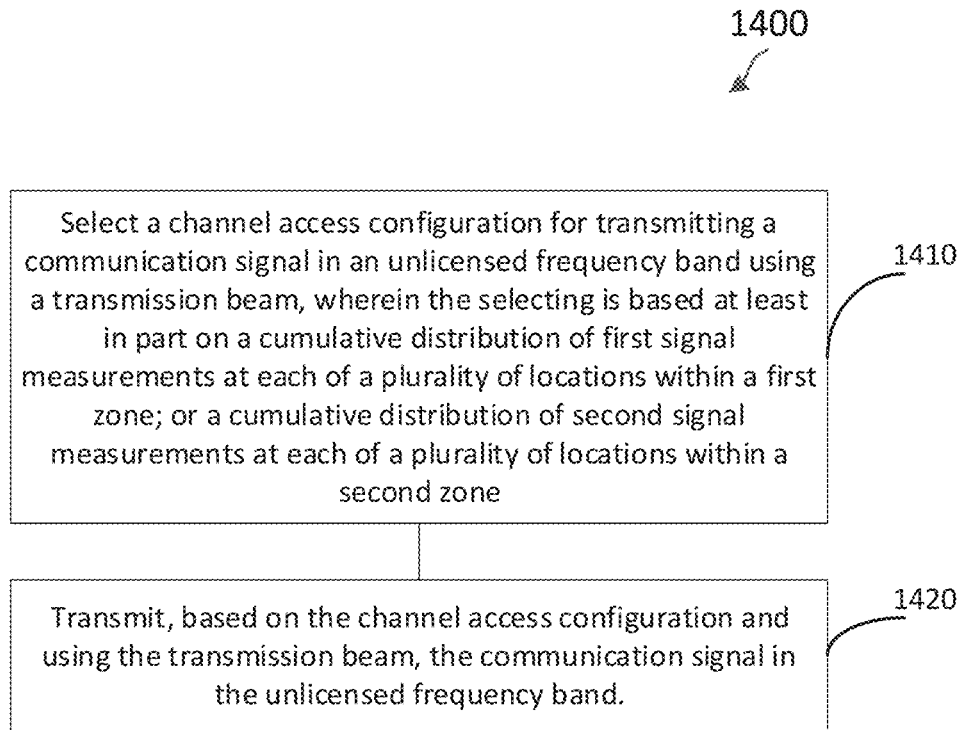 1400
Select a channel access configuration for transmitting a
communication signal in an unlicensed frequency band using
a transmission beam, wherein the selecting is based at least
in part on a cumulative distribution of first signal
measurements at each of a plurality of locations within a first
zone; or a cumulative distribution of second signal
measurements at each of a plurality of locations within a
second zone
1410
Transmit, based on the channel access configuration and
using the transmission beam, the communication signal in
the unlicensed frequency band.
1420